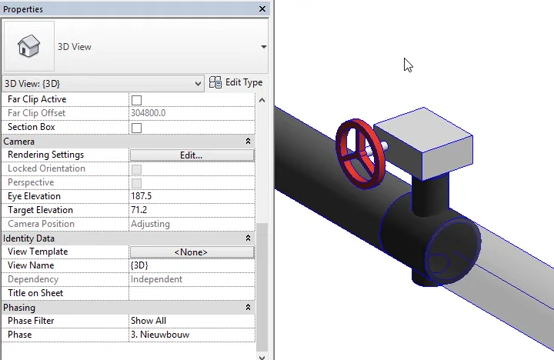 Properties
3D View
3D View: {3D}
Edit Type
Far Clip Active
Far Clip Offset 304800.0
Section Box
Camera
Rendering Settings Edit...
Locked Orientation
Perspective
Eye Elevation 187.5
Target Elevation 71.2
Camera Position Adjusting
Identity Data
View Template <None>
View Name {3D}
Dependency Independent
Title on Sheet
Phasing
Phase Filter Show All
Phase 3. Nieuwbouw